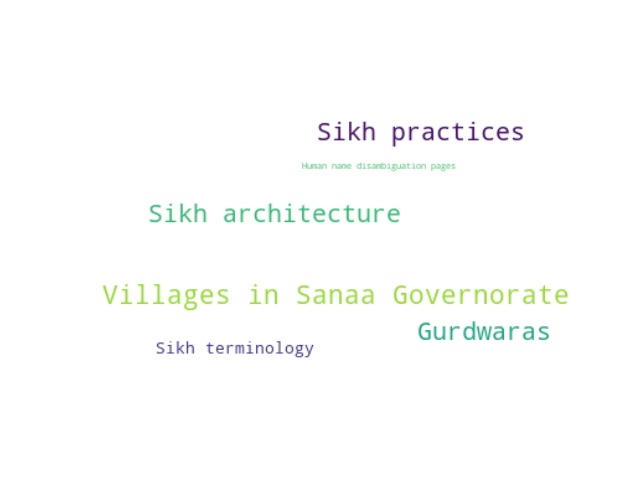 Sikh practices
Human name disambiguation pages
Sikh architecture
Villages in Sanaa Governorate
Gurdwaras
Sikh terminology